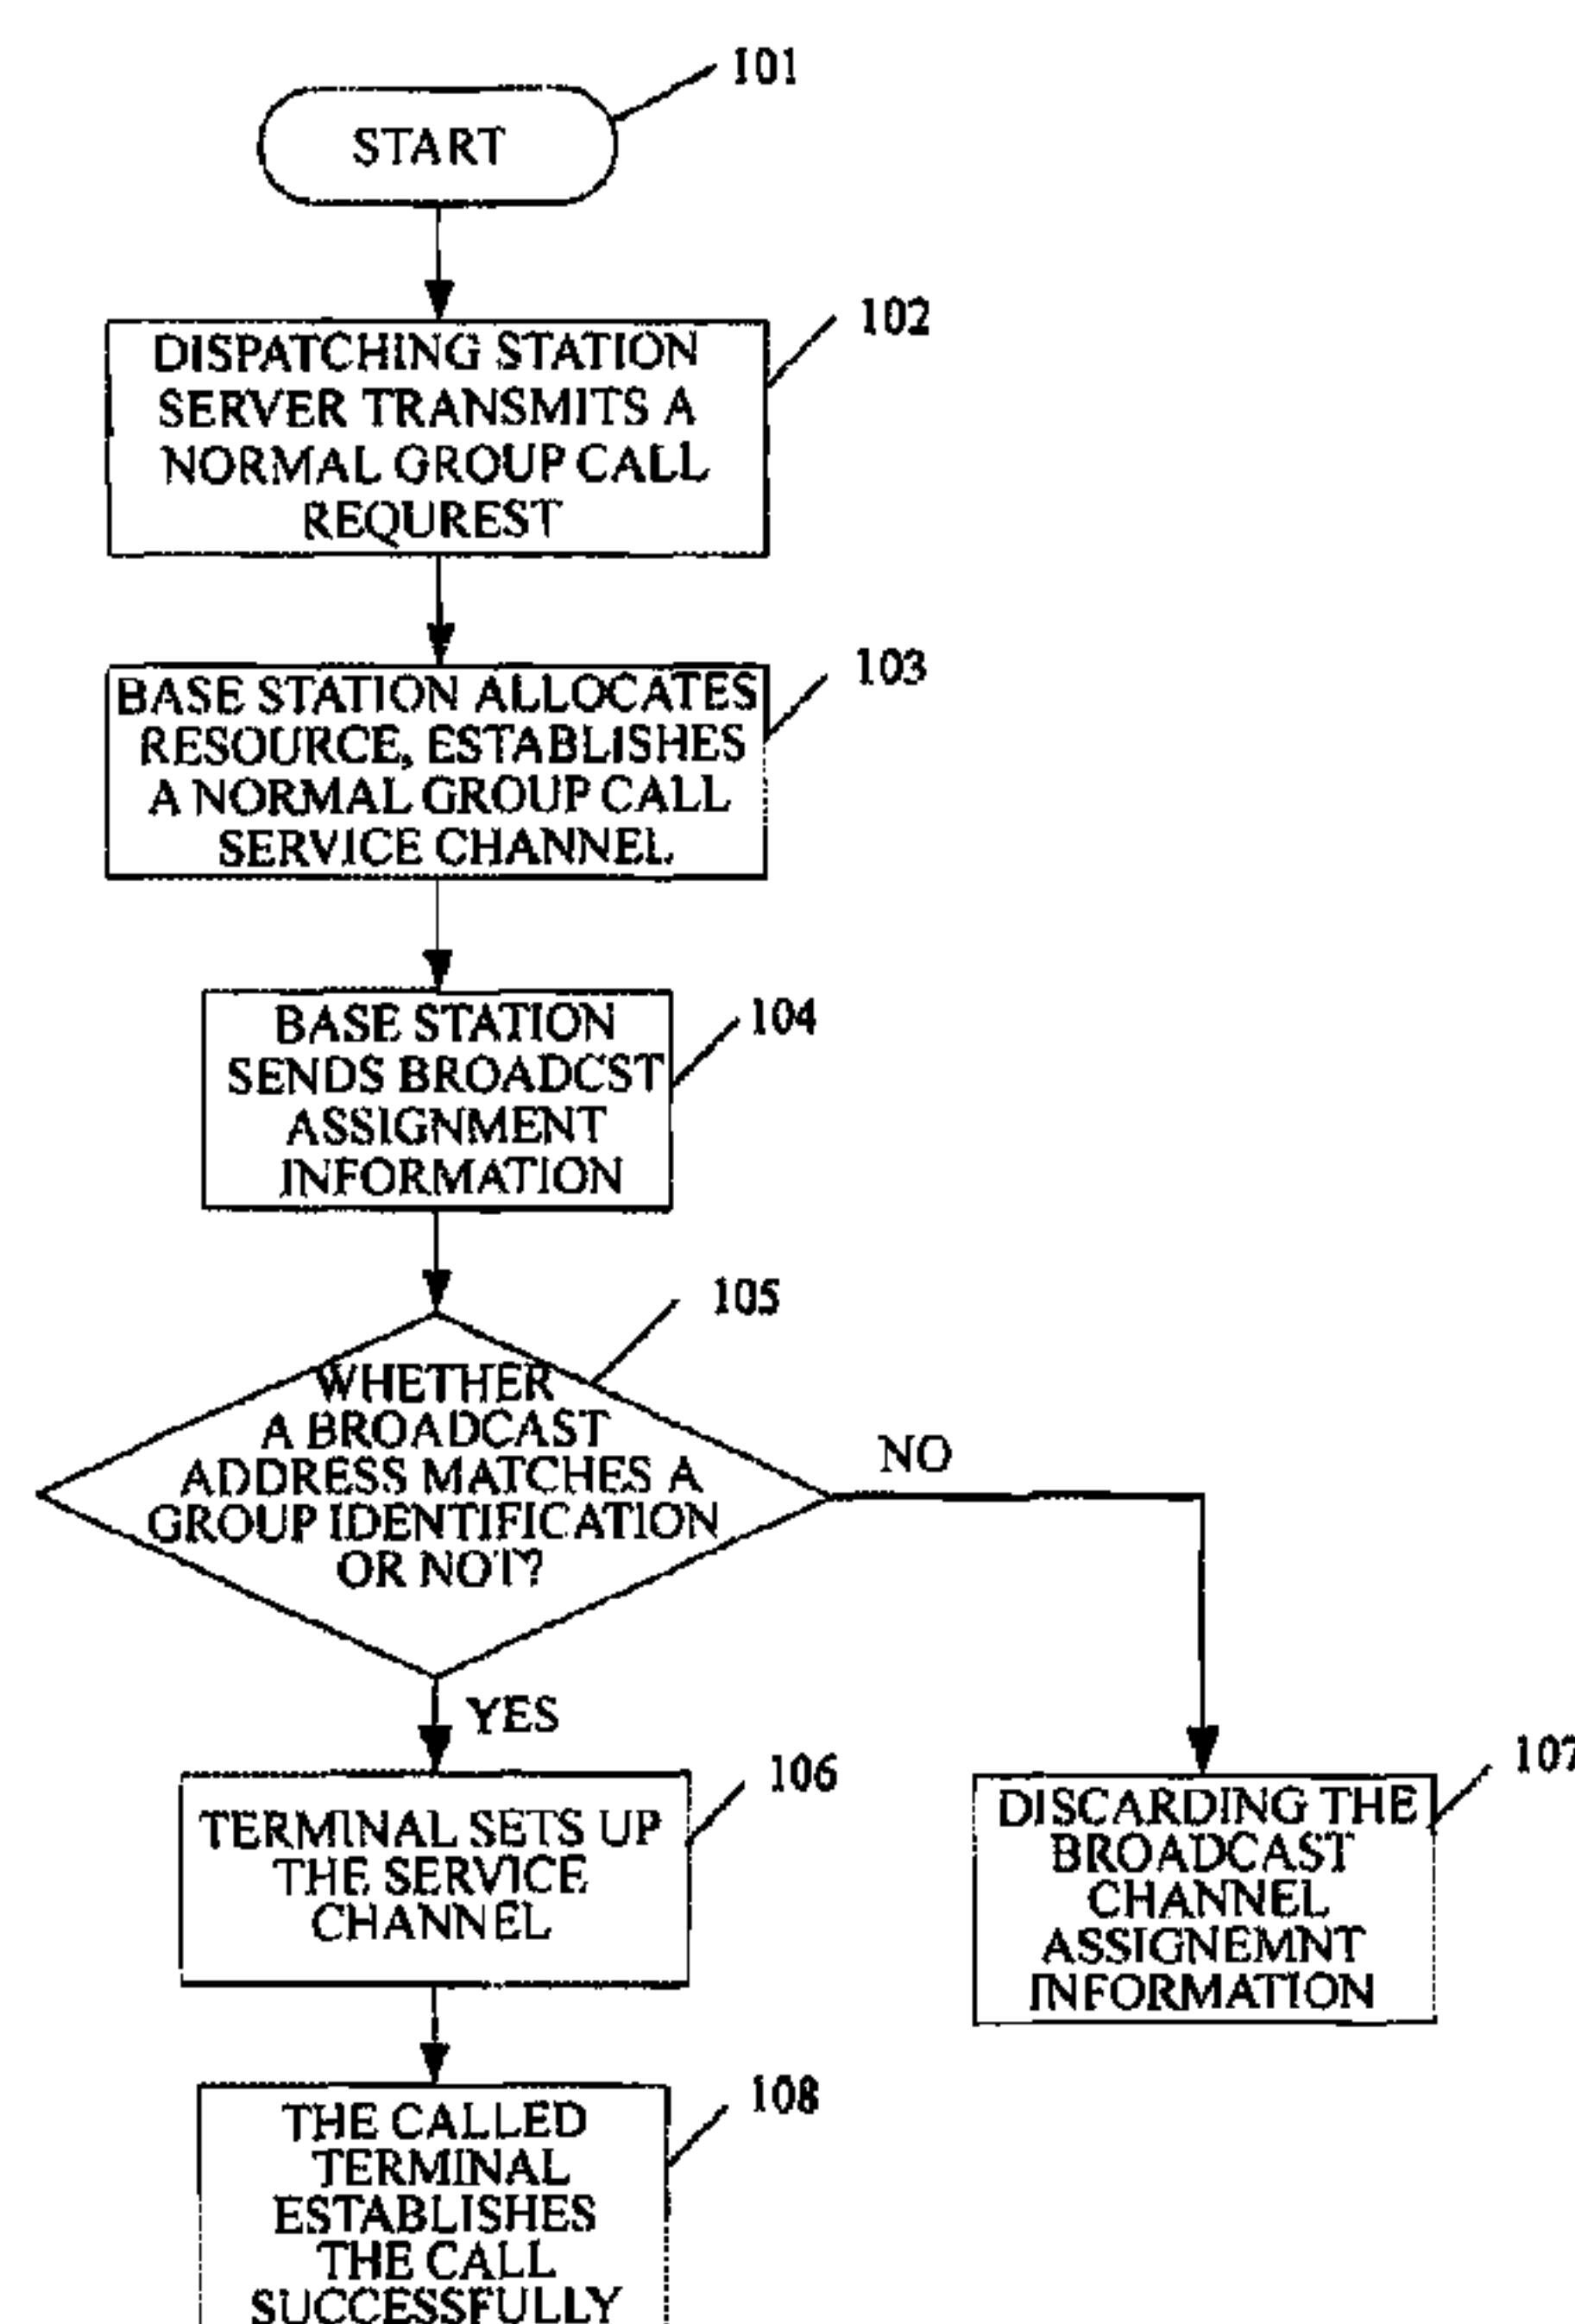 101
START
102
DISPATCHING STATION
SERVER TRANSMITS A
NORMAL GROUP CALL
REQUREST
103
BASE STATION ALLOCATES
RESOURCE, ESTABLISHES
A NORMAL GROUP CALL
SERVICE CHANNEL
104
BASE STATION
SENDS BROADCST
ASSIGNMENT
INFORMATION
105
WHETHER
A BROADCAST
ADDRESS MATCHES A
GROUP IDENTIFICATION
OR NOT?
NO
YES
106
TERMINAL SETS UP
THE SERVICE
CHANNEL
107
DISCARDING THE
BROADCAST
CHANNEL
ASSIGNEMNT
INFORMATION
108
THE CALLED
TERMINAL
ESTABLISHES
THE CALL
SUCCESSFULLY